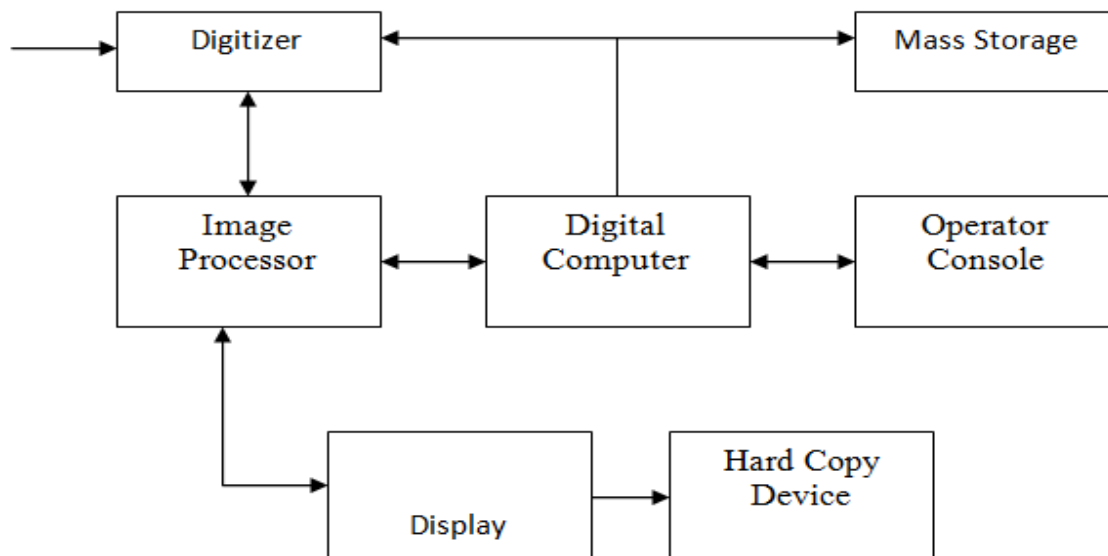 Digitizer
Mass Storage
Image
Processor
Digital
Computer
Operator
Console
Display
Hard Copy
Device